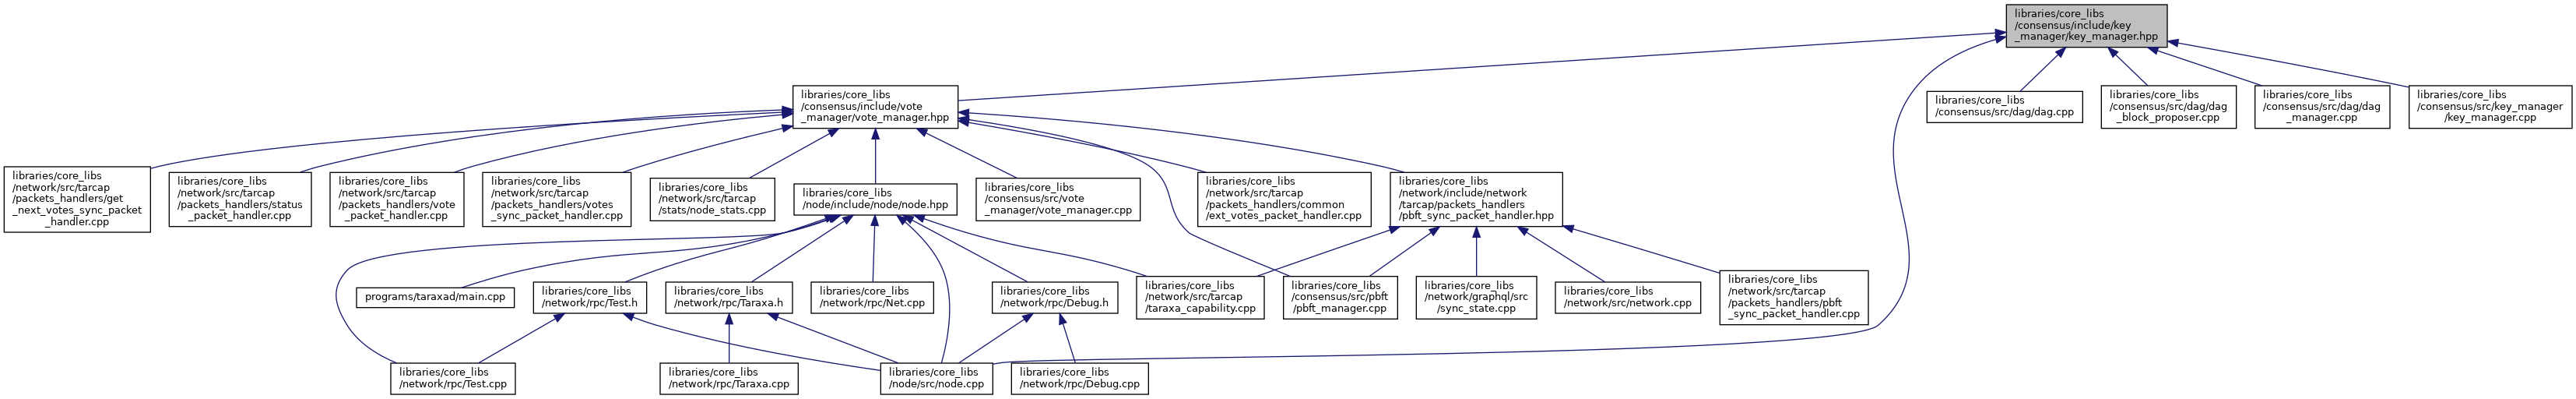 libraries/core_libs
/consensus/include/key
_manager/key_manager.hpp
libraries/core_libs
/consensus/include/vote
_manager/vote_manager.hpp
libraries/core_libs
/consensus/src/dag/dag.cpp
libraries/core_libs
/consensus/src/dag/dag
_block_proposer.cpp
libraries/core_libs
/consensus/src/dag/dag
_manager.cpp
libraries/core_libs
/consensus/src/key_manager
/key_manager.cpp
libraries/core_libs
/network/src/tarcap
/packets_handlers/get
_next_votes_sync_packet
_handler.cpp
libraries/core_libs
/network/src/tarcap
/packets_handlers/status
_packet_handler.cpp
libraries/core_libs
/network/src/tarcap
/packets_handlers/vote
_packet_handler.cpp
libraries/core_libs
/network/src/tarcap
/packets_handlers/votes
_sync_packet_handler.cpp
libraries/core_libs
/network/src/tarcap
/stats/node_stats.cpp
libraries/core_libs
/node/include/node/node.hpp
libraries/core_libs
/consensus/src/vote
_manager/vote_manager.cpp
libraries/core_libs
/network/src/tarcap
/packets_handlers/common
/ext_votes_packet_handler.cpp
libraries/core_libs
/network/include/network
/tarcap/packets_handlers
/pbft_sync_packet_handler.hpp
programs/taraxad/main.cpp
libraries/core_libs
/network/rpc/Test.h
libraries/core_libs
/network/rpc/Taraxa.h
libraries/core_libs
/network/rpc/Net.cpp
libraries/core_libs
/network/rpc/Debug.h
libraries/core_libs
/network/src/tarcap
/taraxa_capability.cpp
libraries/core_libs
/consensus/src/pbft
/pbft_manager.cpp
libraries/core_libs
/network/graphql/src
/sync_state.cpp
libraries/core_libs
/network/src/network.cpp
libraries/core_libs
/network/src/tarcap
/packets_handlers/pbft
_sync_packet_handler.cpp
libraries/core_libs
/network/rpc/Test.cpp
libraries/core_libs
/network/rpc/Taraxa.cpp
libraries/core_libs
/node/src/node.cpp
libraries/core_libs
/network/rpc/Debug.cpp